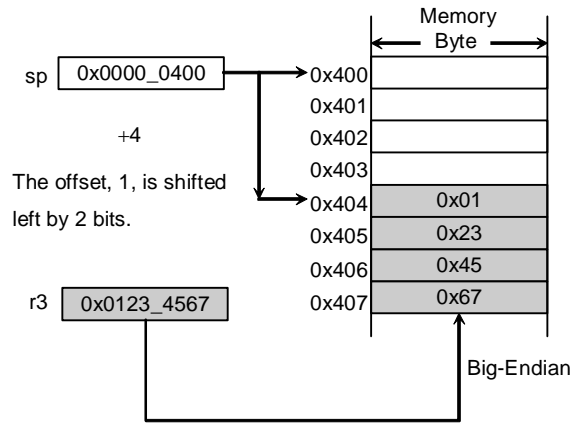 Memory
Byte
sp 0x0000_0400
0x400
0x401
+4
0x402
0x403
The offset, 1, is shifted
left by 2 bits.
0x404 0x01
0x405 0x23
0x406 0x45
0x407 0x67
r3 0x0123_4567
Big-Endian